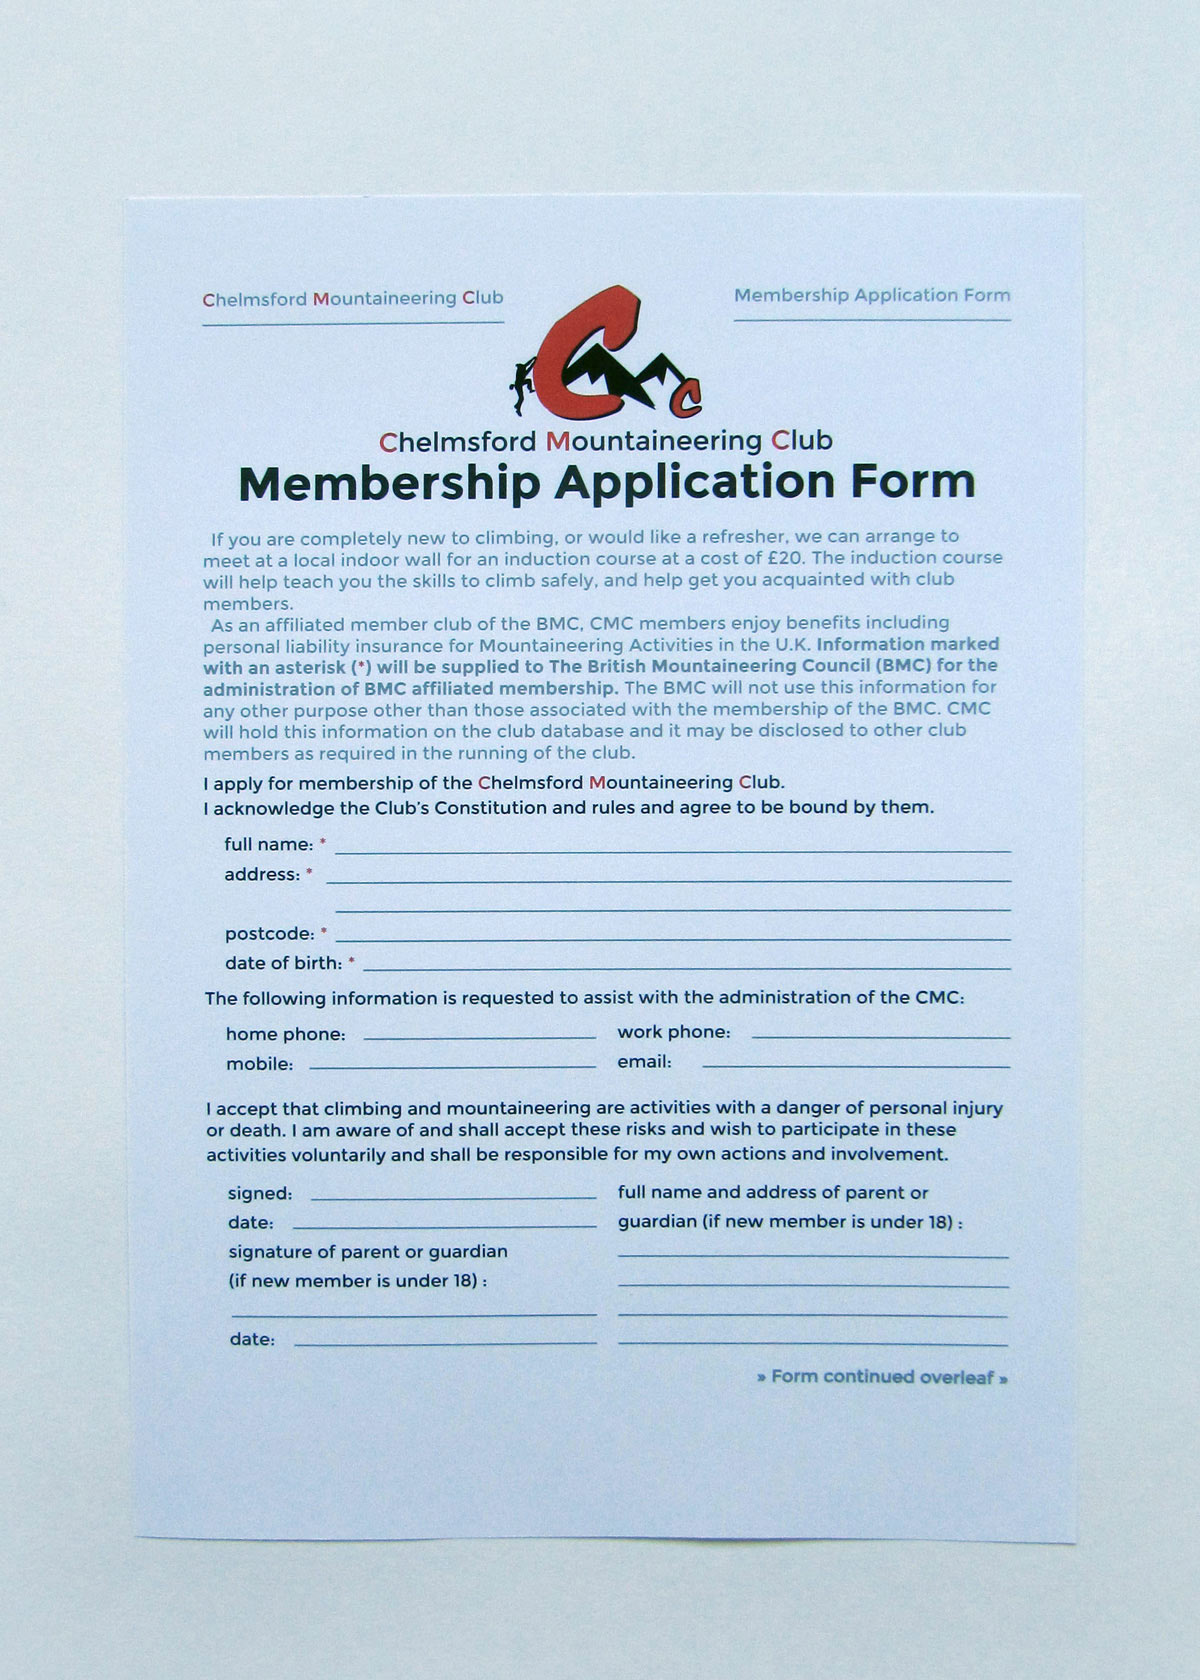 Chelmsford Mountaineering Club
Membership Application Form
C C
Chelmsford Mountaineering Club
Membership Application Form
If you are completely new to climbing, or would like a refresher, we can arrange to
meet at a local indoor wall for an induction course at a cost of £20. The induction course
will help teach you the skills to climb safely, and help get you acquainted with club
members.
As an affiliated member club of the BMC, CMC members enjoy benefits including
personal liability insurance for Mountaineering Activities in the U.K. Information marked
with an asterisk (*) will be supplied to The British Mountaineering Council (BMC) for the
administration of BMC affiliated membership. The BMC will not use this information for
any other purpose other than those associated with the membership of the BMC. CMC
will hold this information on the club database and it may be disclosed to other club
members as required in the running of the club.
I apply for membership of the Chelmsford Mountaineering Club.
I acknowledge the Club's Constitution and rules and agree to be bound by them.
full name: *
address: *
postcode: *
date of birth: *
The following information is requested to assist with the administration of the CMC:
home phone:
work phone:
mobile:
email:
I accept that climbing and mountaineering are activities with a danger of personal injury
or death. I am aware of and shall accept these risks and wish to participate in these
activities voluntarily and shall be responsible for my own actions and involvement.
signed:
date:
signature of parent or guardian
(if new member is under 18) :
date:
full name and address of parent or
guardian (if new member is under 18) :
» Form continued overleaf »